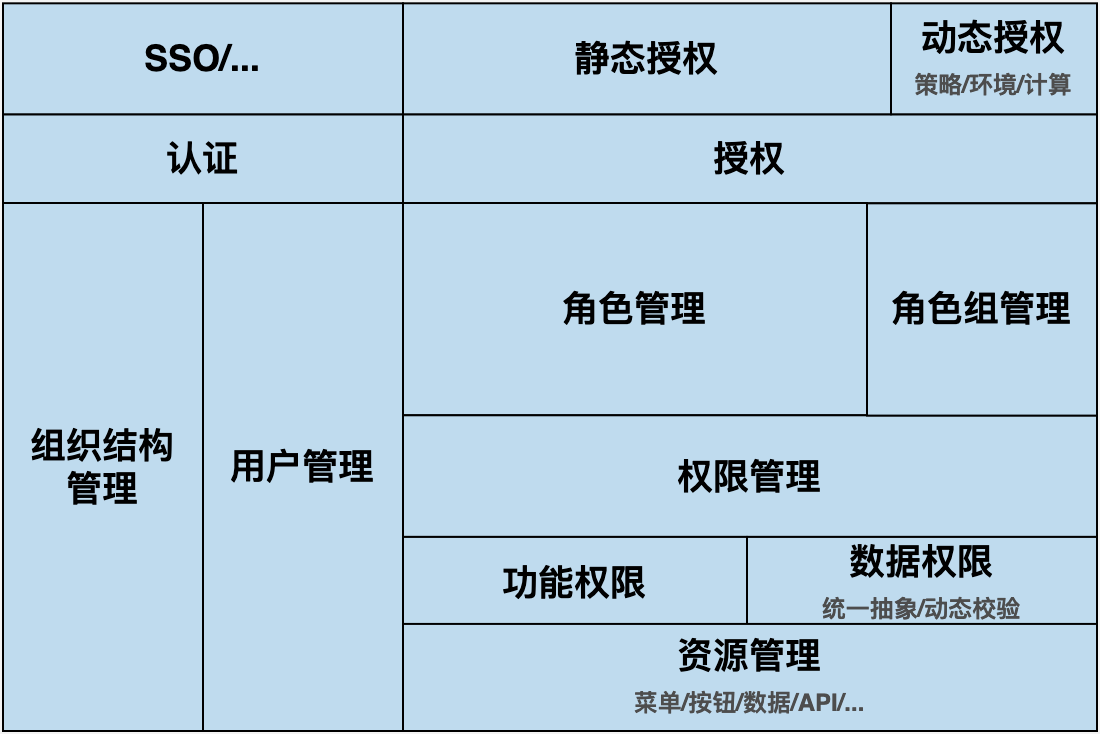 SSO/...
静态授权
动态授权
策略/环境/计算
认证
授权
组织结构
管理
用户管理
角色管理
角色组管理
权限管理
功能权限
数据权限
统一抽象/动态校验
资源管理
菜单/按钮/数据/API/...